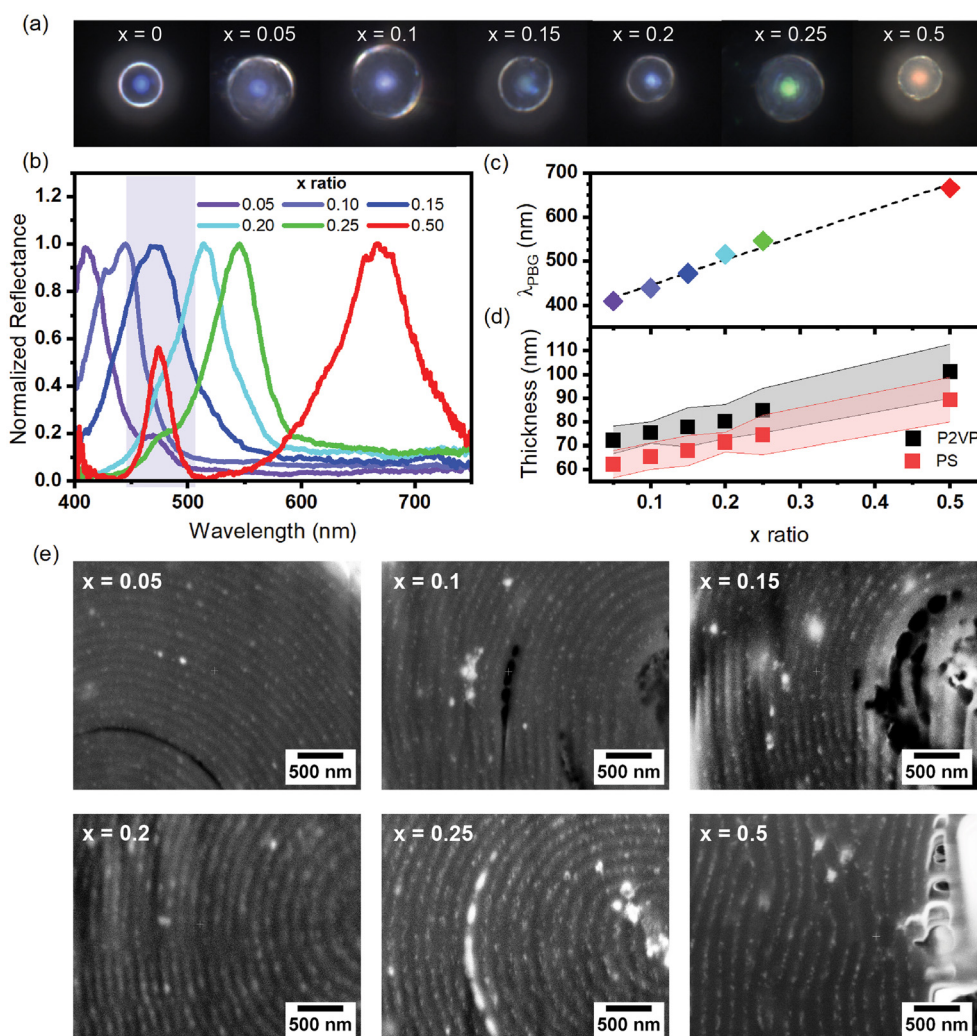 (a)
x = 0 x = 0.05 x = 0.1 x = 0.15 x = 0.2 x = 0.25 x = 0.5
(b)
x ratio
0.05 0.10 0.15
0.20 0.25 0.50
1.2
1.0
0.8
0.6
0.4
0.2
0.0
Normalized Reflectance
400 500 600 700
Wavelength (nm)
(c)
700
600
500
400
λPBG (nm)
(d)
110
100
90
80
70
60
Thickness (nm)
P2VP
PS
0.1 0.2 0.3 0.4 0.5
x ratio
(e)
x = 0.05 x = 0.1 x = 0.15
500 nm 500 nm 500 nm
x = 0.2 x = 0.25 x = 0.5
500 nm 500 nm 500 nm